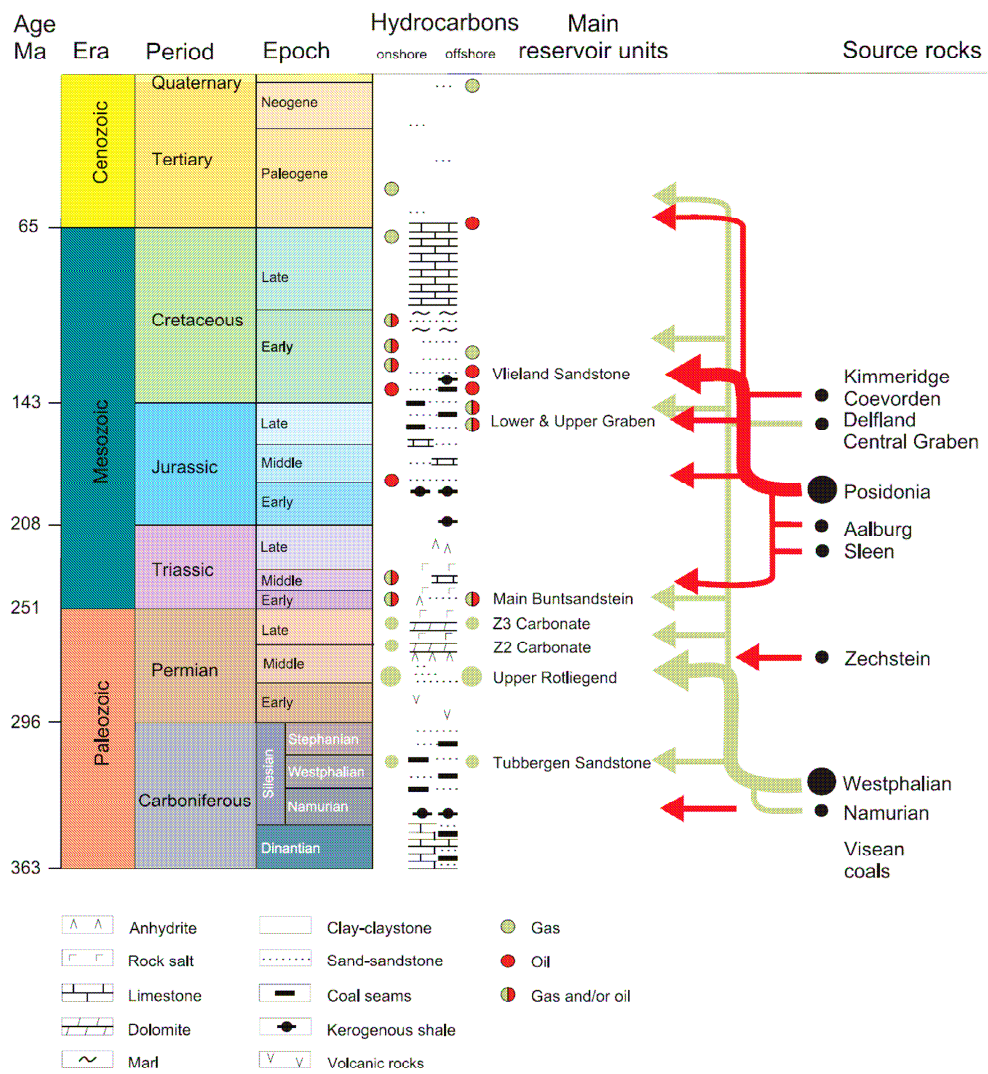 Age
Ma
Era
Period
Epoch
Hydrocarbons
onshore
offshore
Main
reservoir units
Source rocks
Cenozoic
Quaternary
Tertiary
Neogene
Paleogene
65
Mesozoic
Cretaceous
Late
Early
Vlieland Sandstone
Kimmeridge
Coevorden
143
Jurassic
Late
Middle
Early
Lower & Upper Graben
Delfland
Central Graben
Posidonia
208
Triassic
Late
Middle
Early
Aalburg
Sleen
Main Buntsandstein
251
Paleozoic
Permian
Late
Middle
Early
Z3 Carbonate
Z2 Carbonate
Upper Rotliegend
Zechstein
296
Carboniferous
Silesian
Stephanian
Westphalian
Namurian
Dinantian
Tubbergen Sandstone
Westphalian
Namurian
Visean
coals
363
Anhydrite
Rock salt
Limestone
Dolomite
Marl
Clay-claystone
Sand-sandstone
Coal seams
Kerogenous shale
Volcanic rocks
Gas
Oil
Gas and/or oil